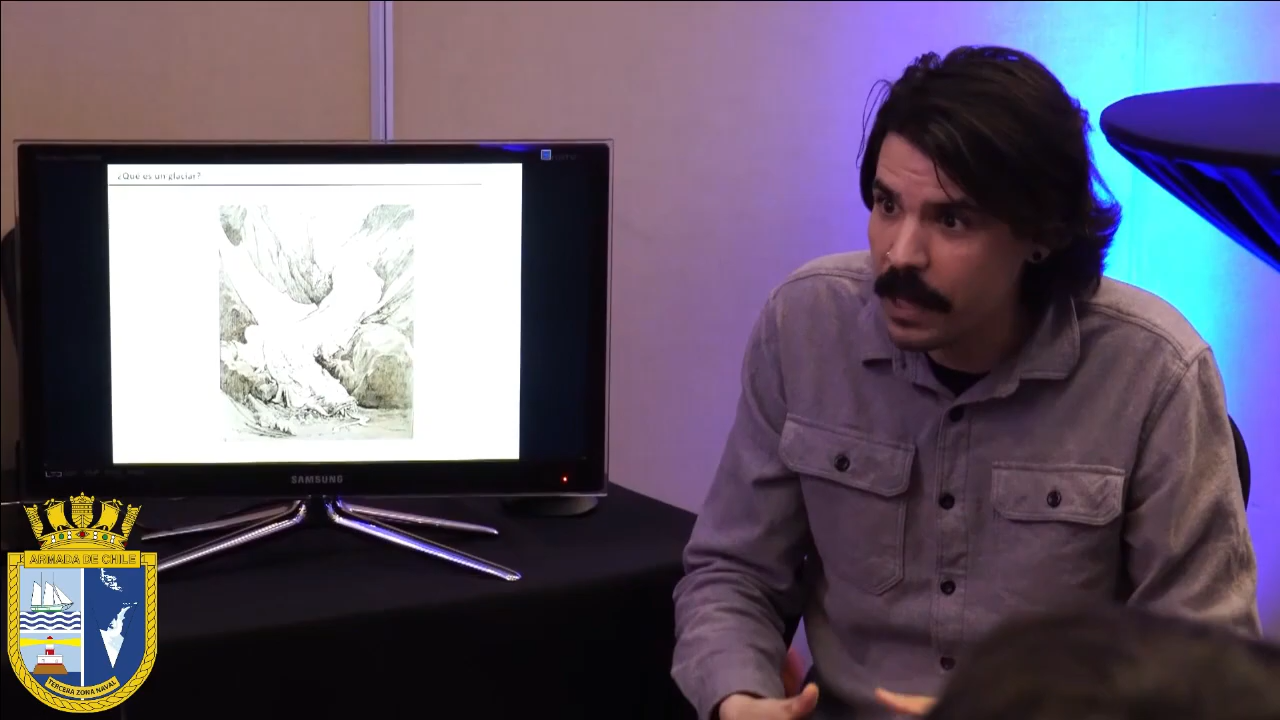 ¿Qué es un glaciar?
SAMSUNG
ARMADA DE CHILE
TERCERA ZONA NAVAL